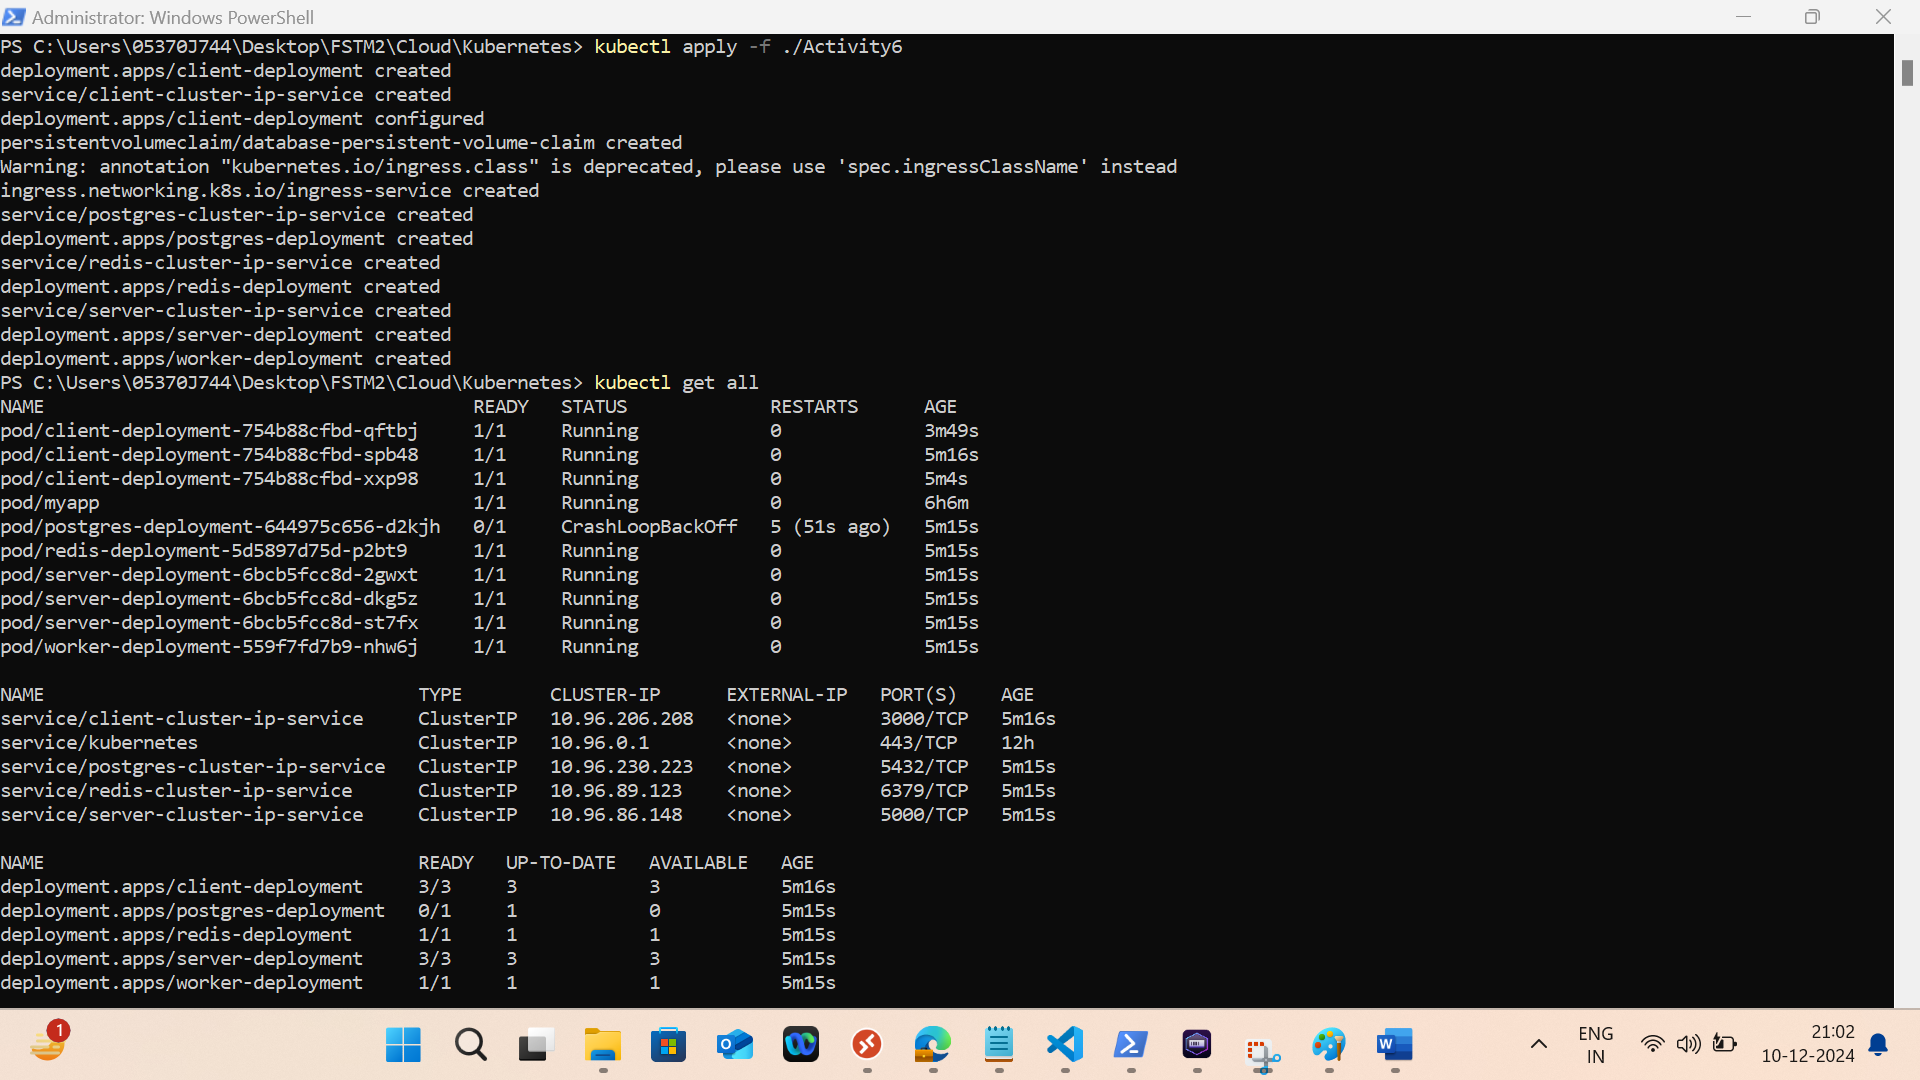 Administrator: Windows PowerShell
PS C:\Users\05370J744\Desktop\FSTM2\Cloud\Kubernetes> kubectl apply -f ./Activity6
deployment.apps/client-deployment created
service/client-cluster-ip-service created
deployment.apps/client-deployment configured
persistentvolumeclaim/database-persistent-volume-claim created
Warning: annotation "kubernetes.io/ingress.class" is deprecated, please use 'spec.ingressClassName' instead
ingress.networking.k8s.io/ingress-service created
service/postgres-cluster-ip-service created
deployment.apps/postgres-deployment created
service/redis-cluster-ip-service created
deployment.apps/redis-deployment created
service/server-cluster-ip-service created
deployment.apps/server-deployment created
deployment.apps/worker-deployment created
PS C:\Users\05370J744\Desktop\FSTM2\Cloud\Kubernetes> kubectl get all
NAME READY STATUS RESTARTS AGE
pod/client-deployment-754b88cfbd-qftbj 1/1 Running 0 3m49s
pod/client-deployment-754b88cfbd-spb48 1/1 Running 0 5m16s
pod/client-deployment-754b88cfbd-xxp98 1/1 Running 0 5m4s
pod/myapp 1/1 Running 0 6h6m
pod/postgres-deployment-644975c656-d2kjh 0/1 CrashLoopBackOff 5 (51s ago) 5m15s
pod/redis-deployment-5d5897d75d-p2bt9 1/1 Running 0 5m15s
pod/server-deployment-6bcb5fcc8d-2gwxt 1/1 Running 0 5m15s
pod/server-deployment-6bcb5fcc8d-dkg5z 1/1 Running 0 5m15s
pod/server-deployment-6bcb5fcc8d-st7fx 1/1 Running 0 5m15s
pod/worker-deployment-559f7fd7b9-nhw6j 1/1 Running 0 5m15s
NAME TYPE CLUSTER-IP EXTERNAL-IP PORT(S) AGE
service/client-cluster-ip-service ClusterIP 10.96.206.208 <none> 3000/TCP 5m16s
service/kubernetes ClusterIP 10.96.0.1 <none> 443/TCP 12h
service/postgres-cluster-ip-service ClusterIP 10.96.230.223 <none> 5432/TCP 5m15s
service/redis-cluster-ip-service ClusterIP 10.96.89.123 <none> 6379/TCP 5m15s
service/server-cluster-ip-service ClusterIP 10.96.86.148 <none> 5000/TCP 5m15s
NAME READY UP-TO-DATE AVAILABLE AGE
deployment.apps/client-deployment 3/3 3 3 5m16s
deployment.apps/postgres-deployment 0/1 1 0 5m15s
deployment.apps/redis-deployment 1/1 1 1 5m15s
deployment.apps/server-deployment 3/3 3 3 5m15s
deployment.apps/worker-deployment 1/1 1 1 5m15s
1
ENG
IN
21:02
10-12-2024